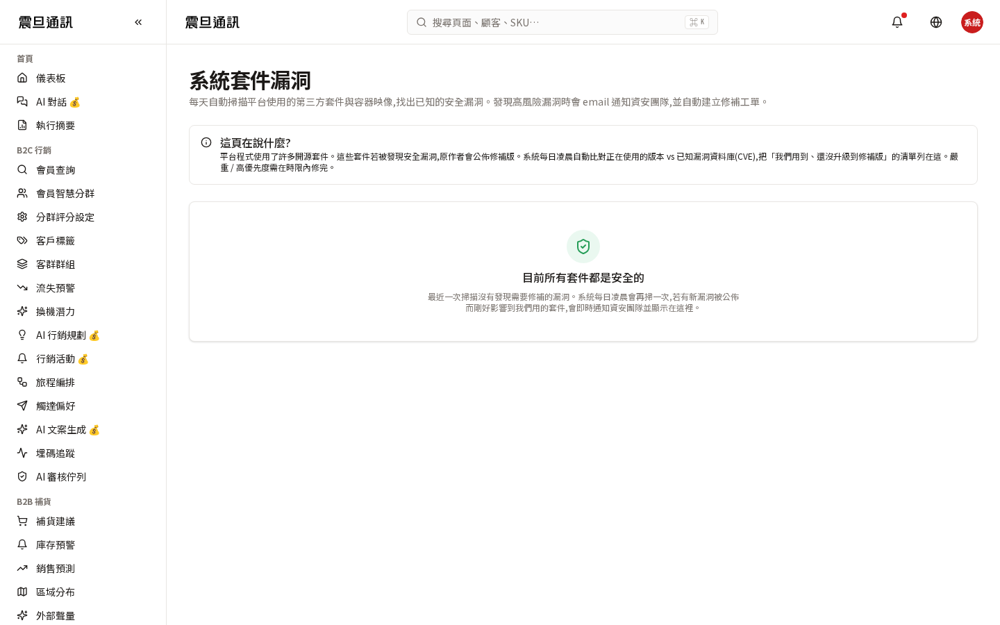 震旦通訊
首頁
儀表板
AI 對話 💰
執行摘要
B2C 行銷
會員查詢
會員智慧分群
分群評分設定
客戶標籤
客群群組
流失預警
換機潛力
AI 行銷規劃 💰
行銷活動 💰
旅程編排
觸達偏好
AI 文案生成 💰
埋碼追蹤
AI 審核佇列
B2B 補貨
補貨建議
庫存預警
銷售預測
區域分布
外部聲量
震旦通訊
搜尋頁面、顧客、SKU…
⌘ K
系統
系統套件漏洞
每天自動掃描平台使用的第三方套件與容器映像,找出已知的安全漏洞。發現高風險漏洞時會 email 通知資安團隊,並自動建立修補工單。
這頁在說什麼?
平台程式使用了許多開源套件。這些套件若被發現安全漏洞,原作者會公佈修補版。系統每日凌晨自動比對正在使用的版本 vs 已知漏洞資料庫(CVE),把「我們用到、還沒升級到修補版」的清單列在這。嚴
重 / 高優先度需在時限內修完。
目前所有套件都是安全的
最近一次掃描沒有發現需要修補的漏洞。系統每日凌晨會再掃一次,若有新漏洞被公佈
而剛好影響到我們用的套件,會即時通知資安團隊並顯示在這裡。